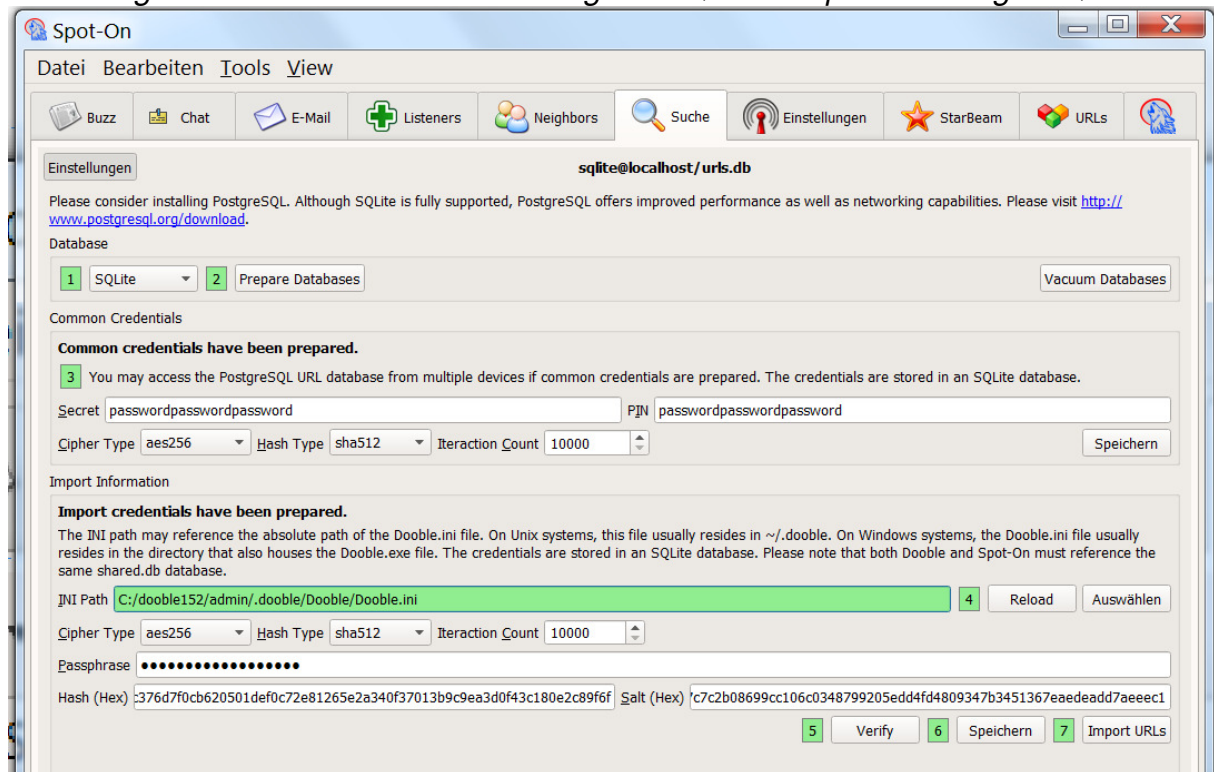 Spot-On
Datei Bearbeiten Tools View
Buzz Chat E-Mail Listeners Neighbors Suche Einstellungen StarBeam URLs
Einstellungen sqlite@localhost/urls.db
Please consider installing PostgreSQL. Although SQLite is fully supported, PostgreSQL offers improved performance as well as networking capabilities. Please visit http://
www.postgresql.org/download.
Database
1 SQLite 2 Prepare Databases Vacuum Databases
Common Credentials
Common credentials have been prepared.
3 You may access the PostgreSQL URL database from multiple devices if common credentials are prepared. The credentials are stored in an SQLite database.
Secret passwordpasswordpassword PIN passwordpasswordpassword
Cipher Type aes256 Hash Type sha512 Iteraction Count 10000 Speichern
Import Information
Import credentials have been prepared.
The INI path may reference the absolute path of the Dooble.ini file. On Unix systems, this file usually resides in ~/.dooble. On Windows systems, the Dooble.ini file usually
resides in the directory that also houses the Dooble.exe file. The credentials are stored in an SQLite database. Please note that both Dooble and Spot-On must reference the
same shared.db database.
INI Path C:/dooble152/admin/.dooble/Dooble/Dooble.ini 4 Reload Auswählen
Cipher Type aes256 Hash Type sha512 Iteraction Count 10000
Passphrase ●●●●●●●●●●●●●●●●●●
Hash (Hex) c376d7f0cb620501def0c72e81265e2a340f37013b9c9ea3d0f43c180e2c89f6f Salt (Hex) 7c7c2b08699cc106c0348799205edd4fd4809347b3451367eaedeadd7aeeec1
5 Verify 6 Speichern 7 Import URLs